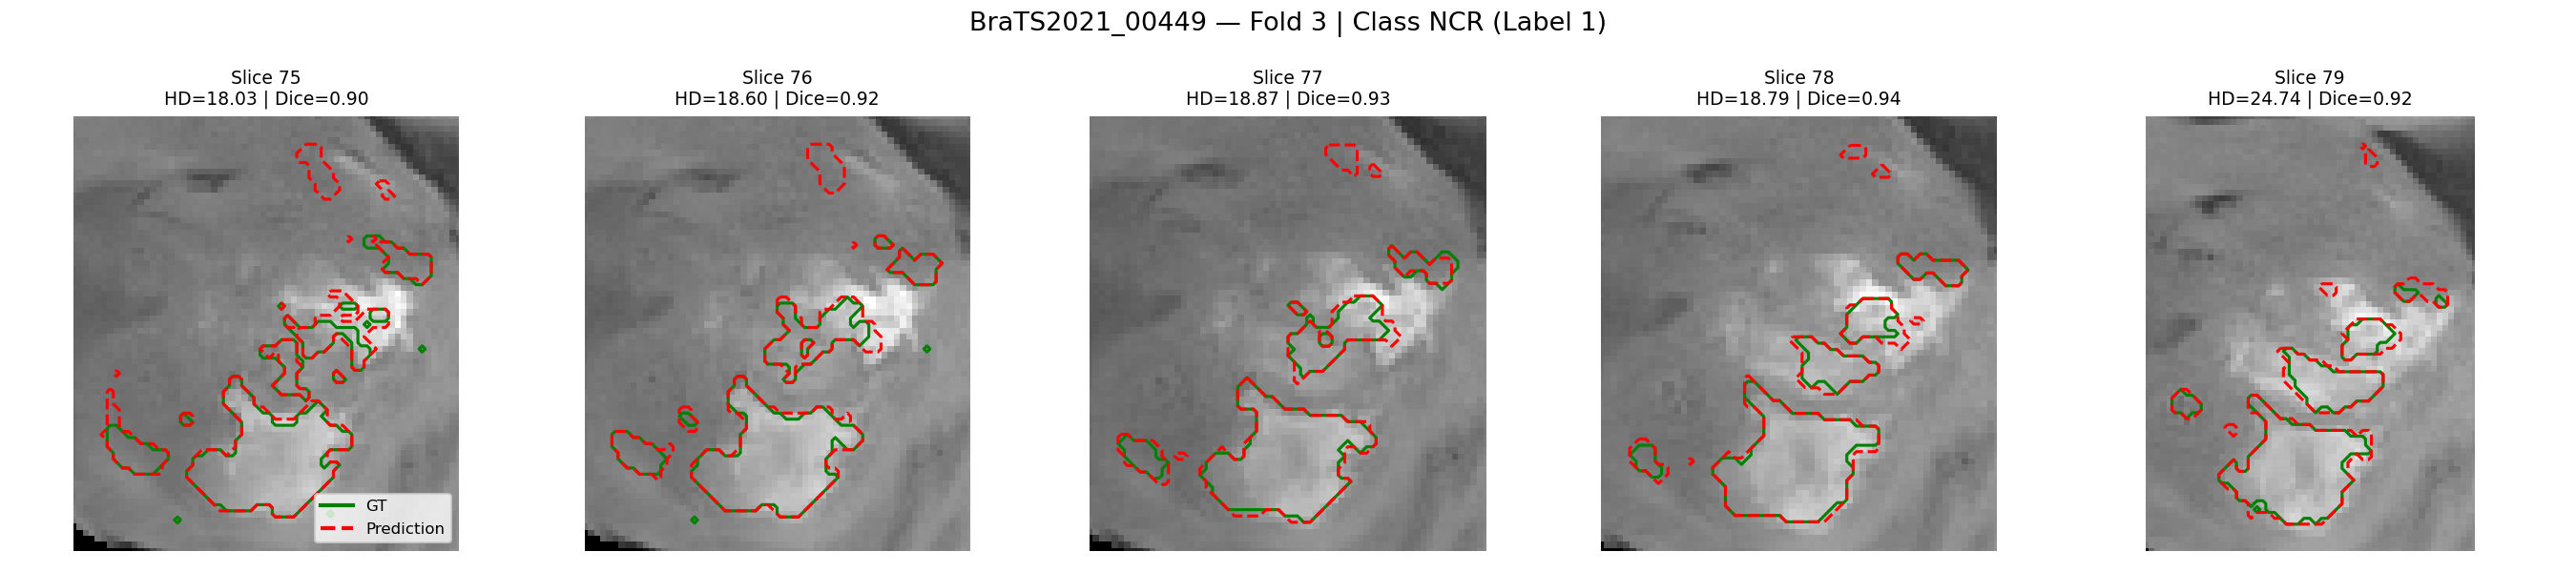 BraTS2021_00449 — Fold 3 | Class NCR (Label 1)
Slice 75
HD=18.03 | Dice=0.90
Slice 76
HD=18.60 | Dice=0.92
Slice 77
HD=18.87 | Dice=0.93
Slice 78
HD=18.79 | Dice=0.94
Slice 79
HD=24.74 | Dice=0.92
GT
Prediction